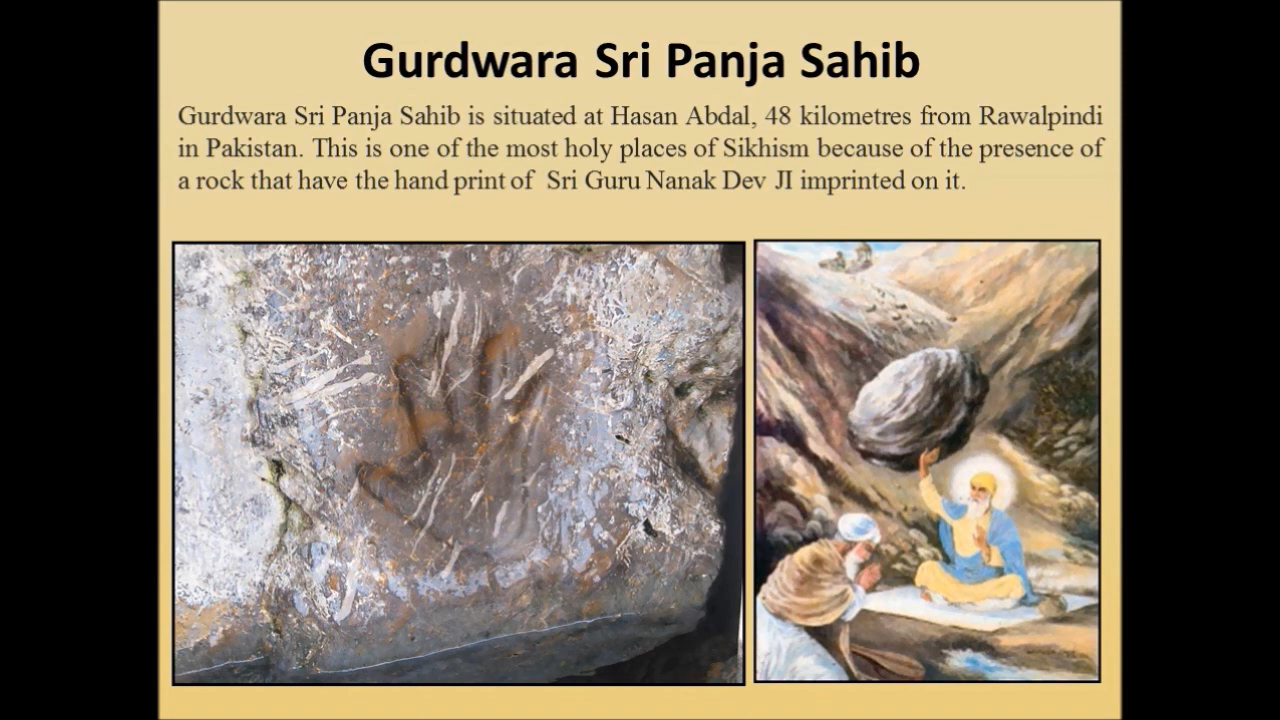 Gurdwara Sri Panja Sahib
Gurdwara Sri Panja Sahib is situated at Hasan Abdal, 48 kilometres from Rawalpindi
in Pakistan. This is one of the most holy places of Sikhism because of the presence of
a rock that have the hand print of Sri Guru Nanak Dev JI imprinted on it.